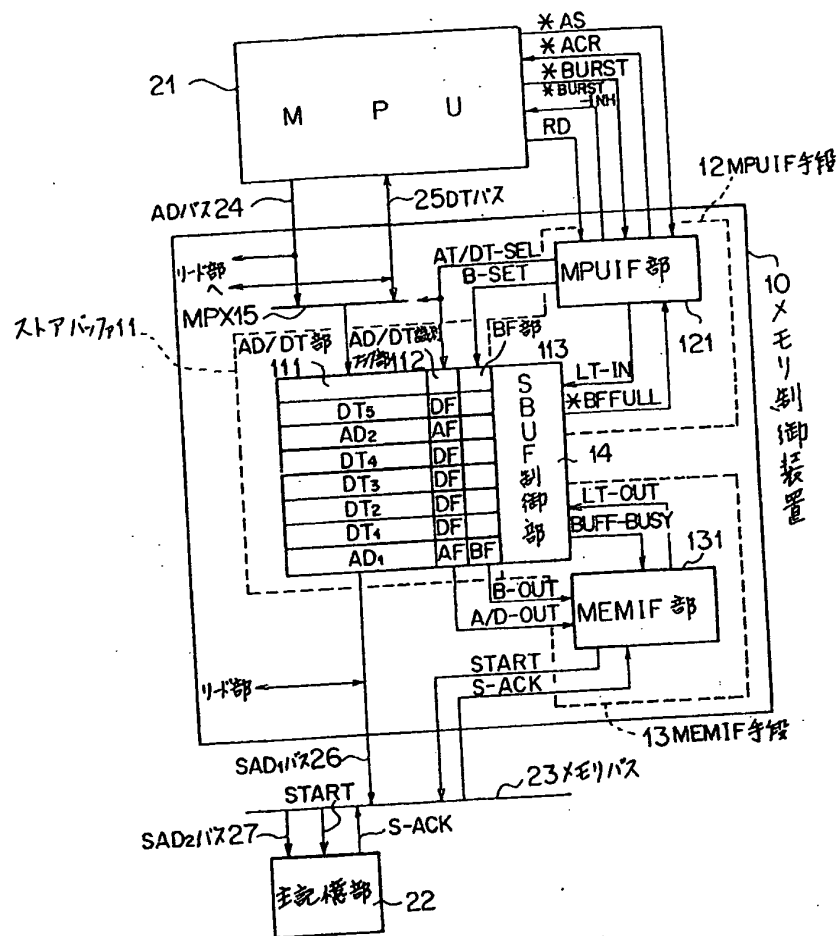 *AS
*ACR
*BURST
*BURST
-INH
RD
21
MPU
12MPUIF手段
ADバス24
25DTバス
リード部
へ
AT/DT-SEL
B-SET
MPUIF部
10メモリ制御装置
MPX15
ストアバッファ11
AD/DT部
111
AD/DT識別
フラグ部112
BF部
113
121
LT-IN
*BFFULL
SBUF制御部
14
DT5 DF
AD2 AF
DT4 DF
DT3 DF
DT2 DF
DT1 DF
AD1 AF BF
LT-OUT
BUFF-BUSY
131
B-OUT
A/D-OUT
MEMIF部
START
S-ACK
リード部
13MEMIF手段
SAD1バス26
23メモリバス
START
SAD2バス27
S-ACK
主記憶部
22